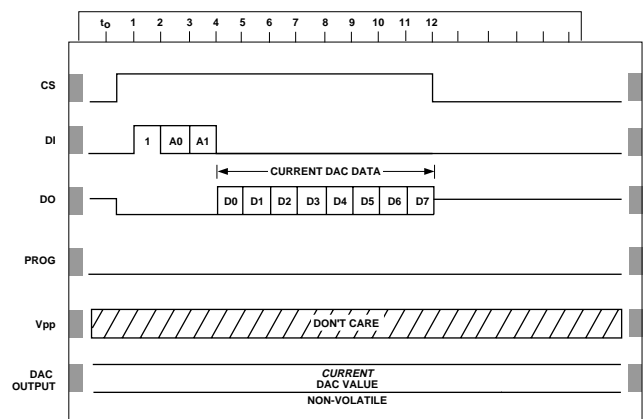 to 1 2 3 4 5 6 7 8 9 10 11 12
CS
DI
1 A0 A1
CURRENT DAC DATA
DO
D0 D1 D2 D3 D4 D5 D6 D7
PROG
Vpp
DON'T CARE
DAC
OUTPUT
CURRENT
DAC VALUE
NON-VOLATILE